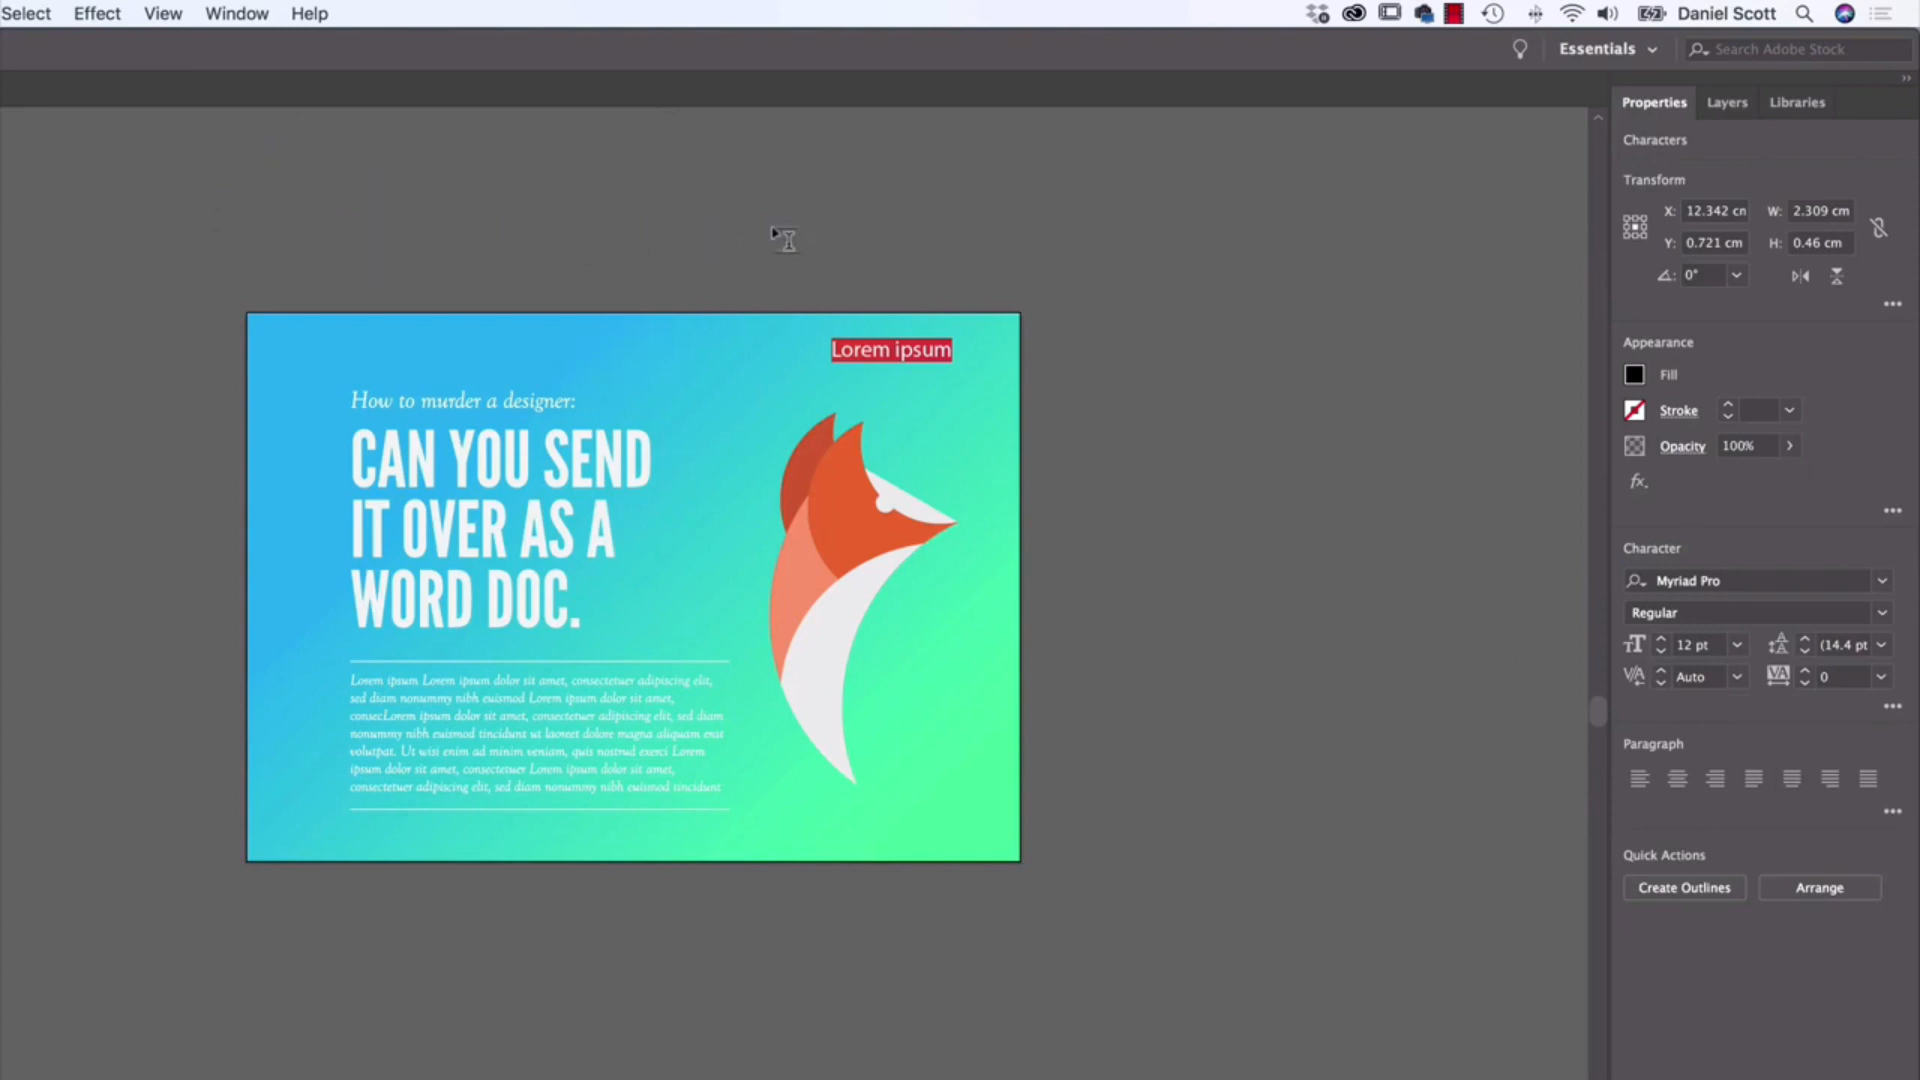 Select Effect View Window Help Daniel Scott
Essentials Search Adobe Stock
Properties Layers Libraries
Characters
Transform
X: 12.342 cm W: 2.309 cm
Y: 0.721 cm H: 0.46 cm
0°
Appearance
Fill
Stroke
Opacity 100%
fx.
Character
Myriad Pro
Regular
12 pt (14.4 pt
Auto 0
Paragraph
Quick Actions
Create Outlines Arrange
Lorem ipsum
How to murder a designer:
CAN YOU SEND
IT OVER AS A
WORD DOC.
Lorem ipsum Lorem ipsum dolor sit amet, consectetuer adipiscing elit,
sed diam nonummy nibh euismod Lorem ipsum dolor sit amet,
consecLorem ipsum dolor sit amet, consectetuer adipiscing elit, sed diam
nonummy nibh euismod tincidunt ut laoreet dolore magna aliquam erat
volutpat. Ut wisi enim ad minim veniam, quis nostrud exerci Lorem
ipsum dolor sit amet, consectetuer Lorem ipsum dolor sit amet,
consectetuer adipiscing elit, sed diam nonummy nibh euismod tincidunt